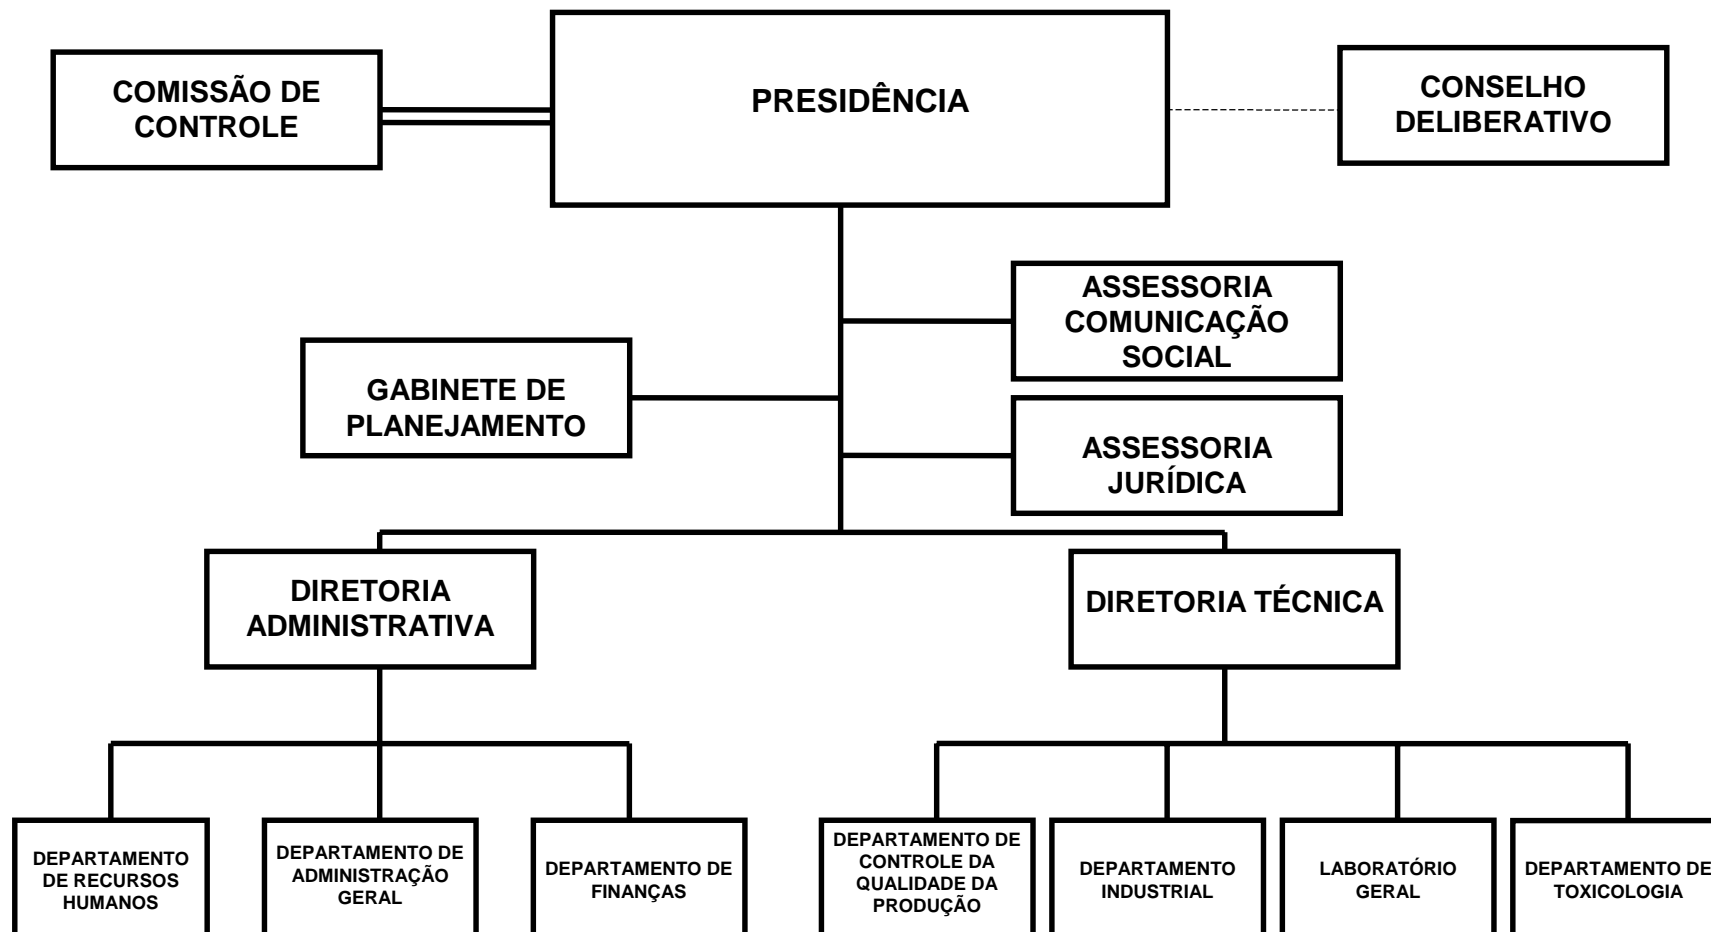 COMISSÃO DE
CONTROLE
PRESIDÊNCIA
CONSELHO
DELIBERATIVO
ASSESSORIA
COMUNICAÇÃO
SOCIAL
GABINETE DE
PLANEJAMENTO
ASSESSORIA
JURÍDICA
DIRETORIA
ADMINISTRATIVA
DIRETORIA TÉCNICA
DEPARTAMENTO
DE RECURSOS
HUMANOS
DEPARTAMENTO DE
ADMINISTRAÇÃO
GERAL
DEPARTAMENTO DE
FINANÇAS
DEPARTAMENTO DE
CONTROLE DA
QUALIDADE DA
PRODUÇÃO
DEPARTAMENTO
INDUSTRIAL
LABORATÓRIO
GERAL
DEPARTAMENTO DE
TOXICOLOGIA